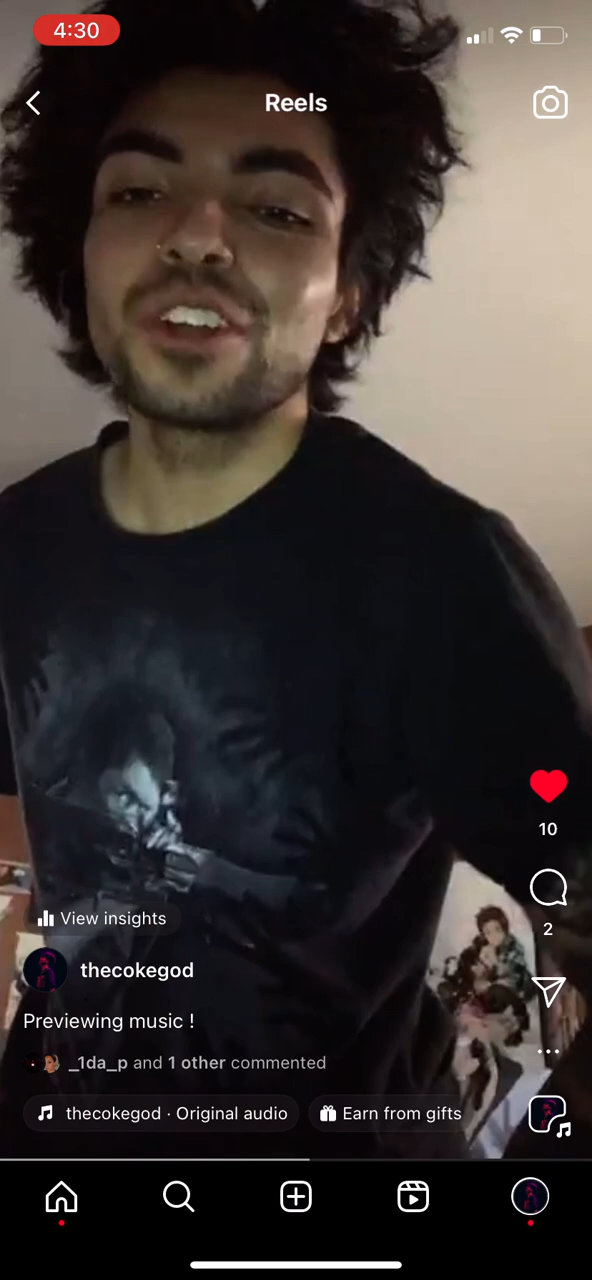 4:30
Reels
10
2
View insights
thecokegod
Previewing music !
_1da_p and 1 other commented
thecokegod · Original audio
Earn from gifts